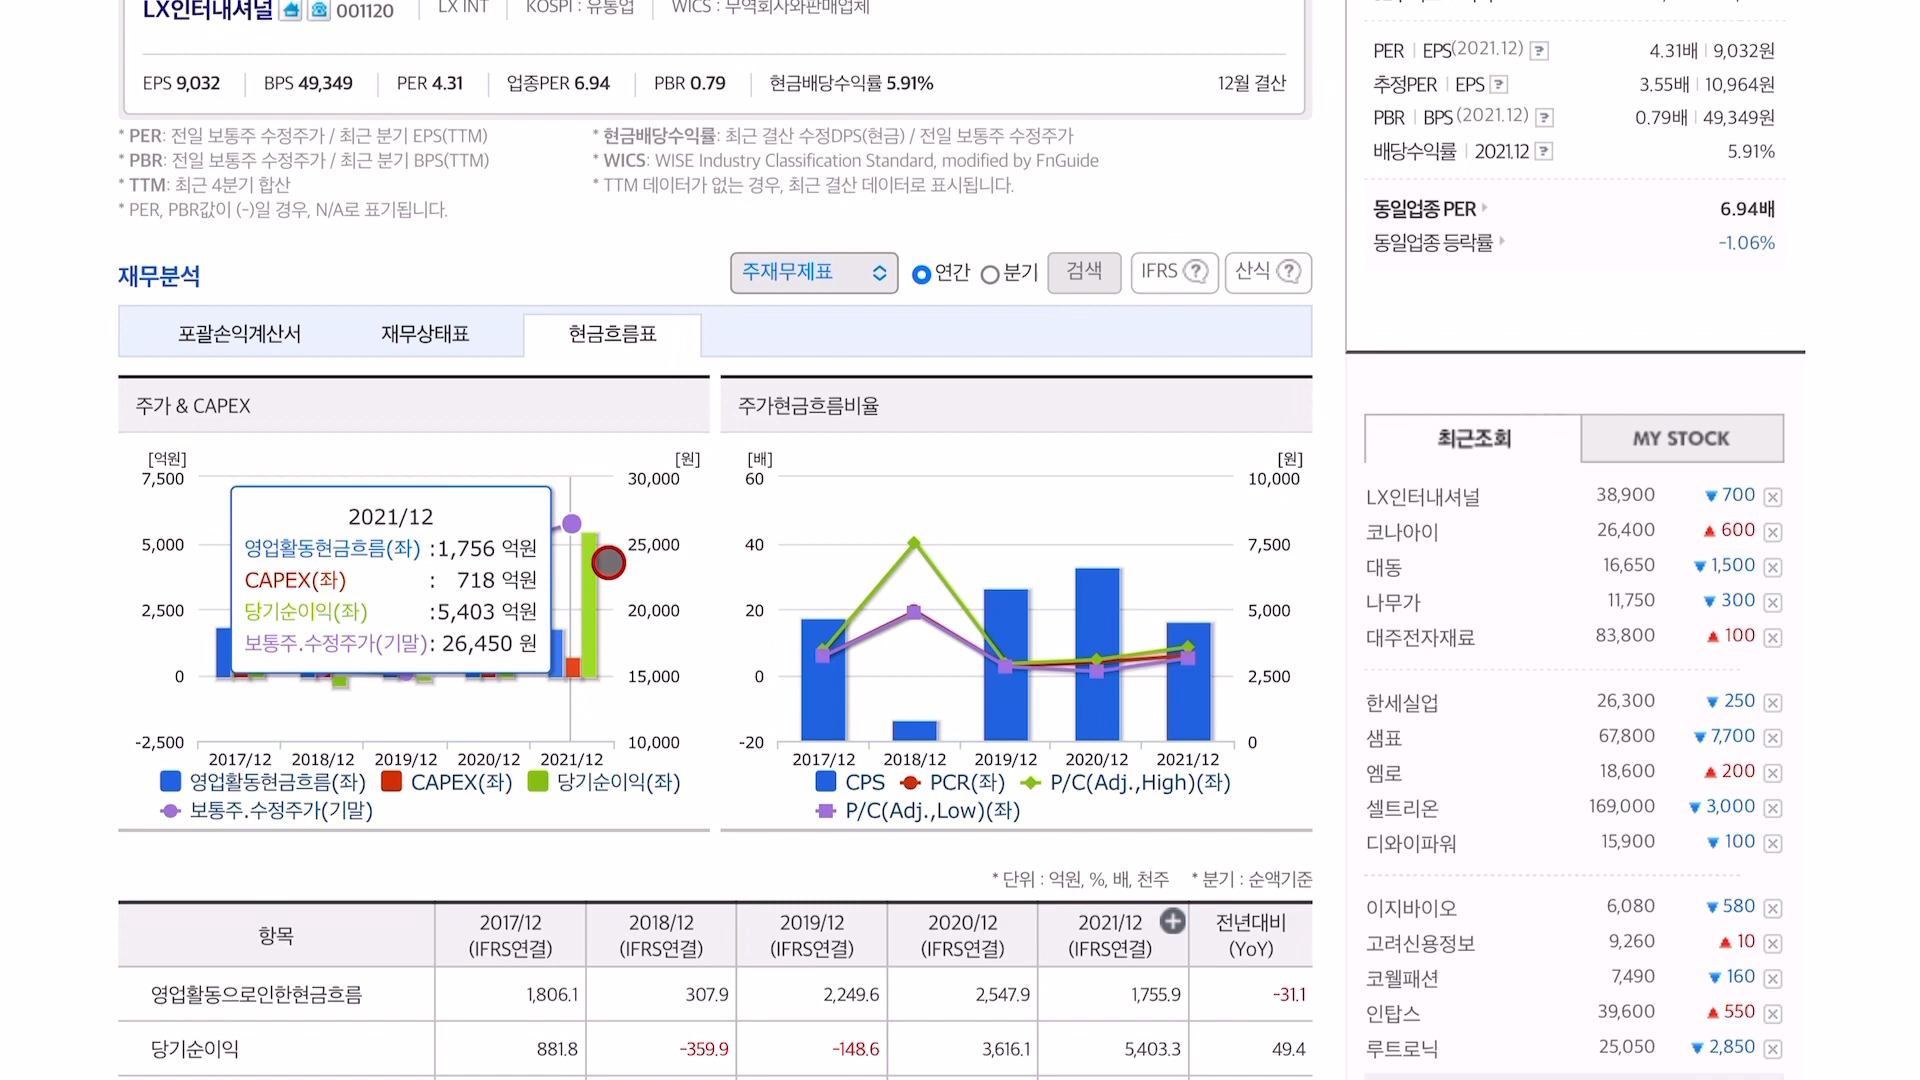 LX인터내셔널 001120 LX INT KOSPI : 유통업 WICS : 무역회사와판매업체
EPS 9,032 BPS 49,349 PER 4.31 업종PER 6.94 PBR 0.79 현금배당수익률 5.91% 12월 결산
* PER: 전일 보통주 수정주가 / 최근 분기 EPS(TTM)
* PBR: 전일 보통주 수정주가 / 최근 분기 BPS(TTM)
* TTM: 최근 4분기 합산
* PER, PBR값이 (-)일 경우, N/A로 표기됩니다.
* 현금배당수익률: 최근 결산 수정DPS(현금) / 전일 보통주 수정주가
* WICS: WISE Industry Classification Standard, modified by FnGuide
* TTM 데이터가 없는 경우, 최근 결산 데이터로 표시됩니다.
재무분석
주재무제표 연간 분기 검색 IFRS ? 산식 ?
포괄손익계산서 재무상태표 현금흐름표
주가 & CAPEX
[억원] [원]
7,500 30,000
5,000 25,000
2,500 20,000
0 15,000
-2,500 10,000
2021/12
영업활동현금흐름(좌) :1,756 억원
CAPEX(좌) : 718 억원
당기순이익(좌) :5,403 억원
보통주.수정주가(기말): 26,450 원
2017/12 2018/12 2019/12 2020/12 2021/12
영업활동현금흐름(좌) CAPEX(좌) 당기순이익(좌)
보통주.수정주가(기말)
주가현금흐름비율
[배] [원]
60 10,000
40 7,500
20 5,000
0 2,500
-20 0
2017/12 2018/12 2019/12 2020/12 2021/12
CPS PCR(좌) P/C(Adj.,High)(좌)
P/C(Adj.,Low)(좌)
* 단위 : 억원, %, 배, 천주 * 분기 : 순액기준
항목 2017/12 (IFRS연결) 2018/12 (IFRS연결) 2019/12 (IFRS연결) 2020/12 (IFRS연결) 2021/12 (IFRS연결) 전년대비 (YoY)
영업활동으로인한현금흐름 1,806.1 307.9 2,249.6 2,547.9 1,755.9 -31.1
당기순이익 881.8 -359.9 -148.6 3,616.1 5,403.3 49.4
PER EPS(2021.12) ? 4.31배 9,032원
추정PER EPS ? 3.55배 10,964원
PBR BPS (2021.12) ? 0.79배 49,349원
배당수익률 2021.12 ? 5.91%
동일업종 PER 6.94배
동일업종 등락률 -1.06%
최근조회 MY STOCK
LX인터내셔널 38,900 ▼700
코나아이 26,400 ▲600
대동 16,650 ▼1,500
나무가 11,750 ▼300
대주전자재료 83,800 ▲100
한세실업 26,300 ▼250
샘표 67,800 ▼7,700
엠로 18,600 ▲200
셀트리온 169,000 ▼3,000
디와이파워 15,900 ▼100
이지바이오 6,080 ▼580
고려신용정보 9,260 ▲10
코웰패션 7,490 ▼160
인탑스 39,600 ▲550
루트로닉 25,050 ▼2,850